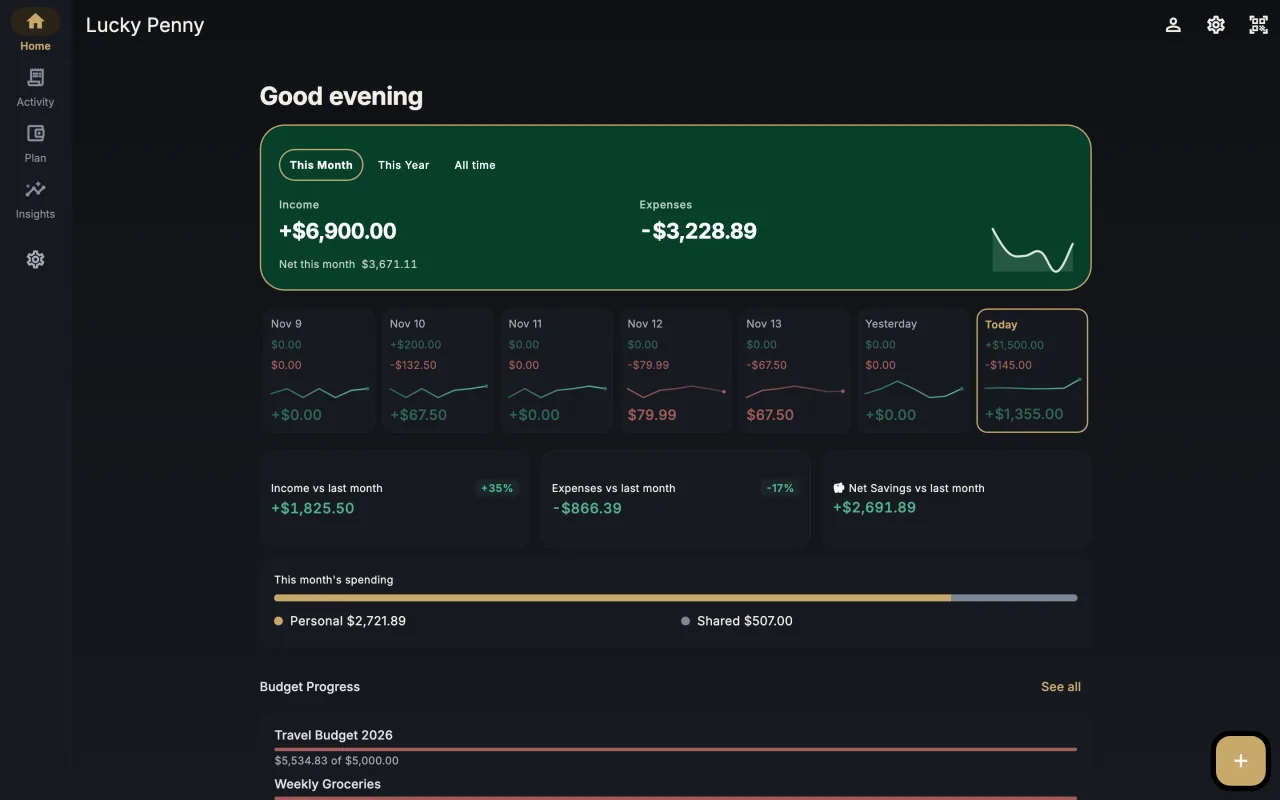 Lucky Penny
Home
Activity
Plan
Insights
Good evening
This Month This Year All time
Income Expenses
+$6,900.00 -$3,228.89
Net this month $3,671.11
Nov 9 Nov 10 Nov 11 Nov 12 Nov 13 Yesterday Today
$0.00 +$200.00 $0.00 $0.00 $0.00 $0.00 +$1,500.00
$0.00 -$132.50 $0.00 -$79.99 -$67.50 $0.00 -$145.00
+$0.00 +$67.50 +$0.00 $79.99 $67.50 +$0.00 +$1,355.00
Income vs last month +35% Expenses vs last month -17% Net Savings vs last month
+$1,825.50 -$866.39 +$2,691.89
This month's spending
Personal $2,721.89 Shared $507.00
Budget Progress See all
Travel Budget 2026
$5,534.83 of $5,000.00
Weekly Groceries